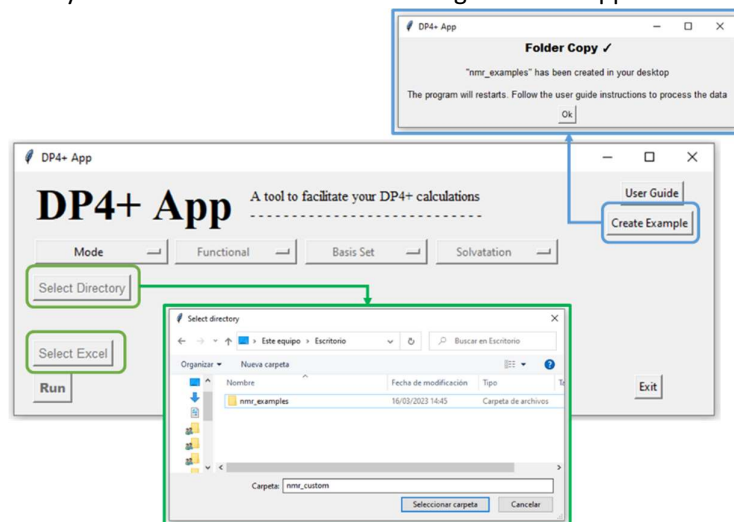 DP4+ App
Folder Copy ✓
"nmr_examples" has been created in your desktop
The program will restarts. Follow the user guide instructions to process the data
Ok
DP4+ App
DP4+ App
A tool to facilitate your DP4+ calculations
User Guide
Create Example
Mode
Functional
Basis Set
Solvatation
Select Directory
Select directory
Este equipo › Escritorio
Buscar en Escritorio
Organizar
Nueva carpeta
Nombre
Fecha de modificación
Tipo
nmr_examples
16/03/2023 14:45
Carpeta de archivos
Carpeta: nmr_custom
Seleccionar carpeta
Cancelar
Select Excel
Run
Exit